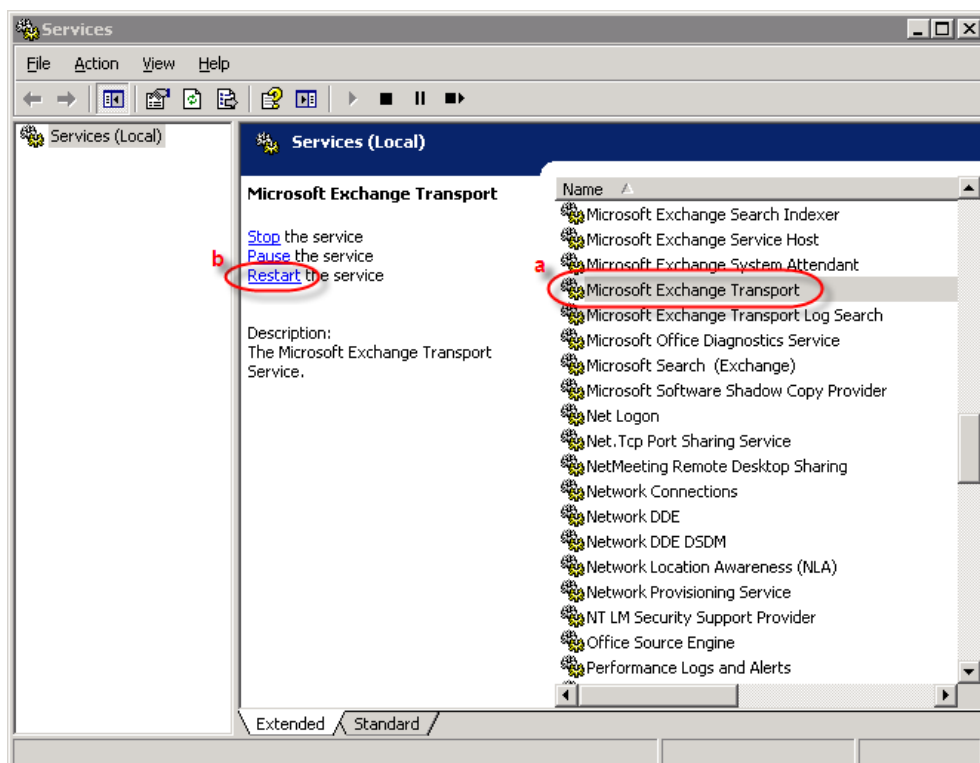 Services
File Action View Help
Services (Local)
Services (Local)
Microsoft Exchange Transport
Stop the service
Pause the service
b
Restart the service
Description:
The Microsoft Exchange Transport
Service.
Name
Microsoft Exchange Search Indexer
Microsoft Exchange Service Host
a
Microsoft Exchange System Attendant
Microsoft Exchange Transport
Microsoft Exchange Transport Log Search
Microsoft Office Diagnostics Service
Microsoft Search (Exchange)
Microsoft Software Shadow Copy Provider
Net Logon
Net.Tcp Port Sharing Service
NetMeeting Remote Desktop Sharing
Network Connections
Network DDE
Network DDE DSDM
Network Location Awareness (NLA)
Network Provisioning Service
NT LM Security Support Provider
Office Source Engine
Performance Logs and Alerts
Extended Standard